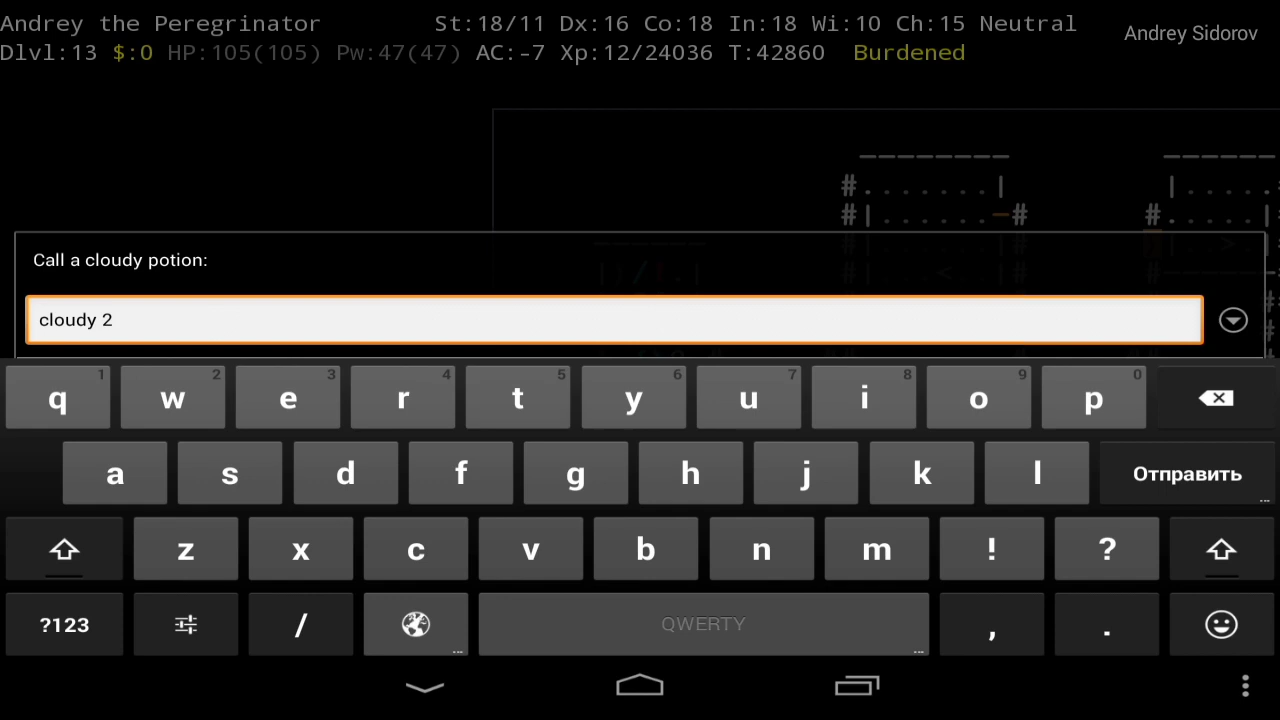 Andrey the Peregrinator St:18/11 Dx:16 Co:18 In:18 Wi:10 Ch:15 Neutral
Andrey Sidorov
Dlvl:13 $:0 HP:105(105) Pw:47(47) AC:-7 Xp:12/24036 T:42860 Burdened
Call a cloudy potion:
cloudy 2
q 1 w 2 e 3 r 4 t 5 y 6 u 7 i 8 o 9 p 0
a s d f g h j k l Отправить
z x c v b n m ! ?
?123 / QWERTY , .